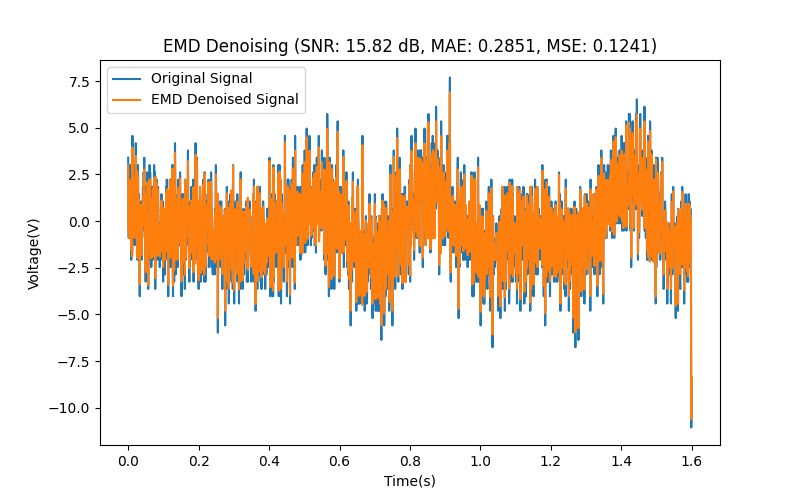 EMD Denoising (SNR: 15.82 dB, MAE: 0.2851, MSE: 0.1241)
Original Signal
EMD Denoised Signal
7.5
5.0
2.5
0.0
−2.5
−5.0
−7.5
−10.0
Voltage(V)
0.0 0.2 0.4 0.6 0.8 1.0 1.2 1.4 1.6
Time(s)